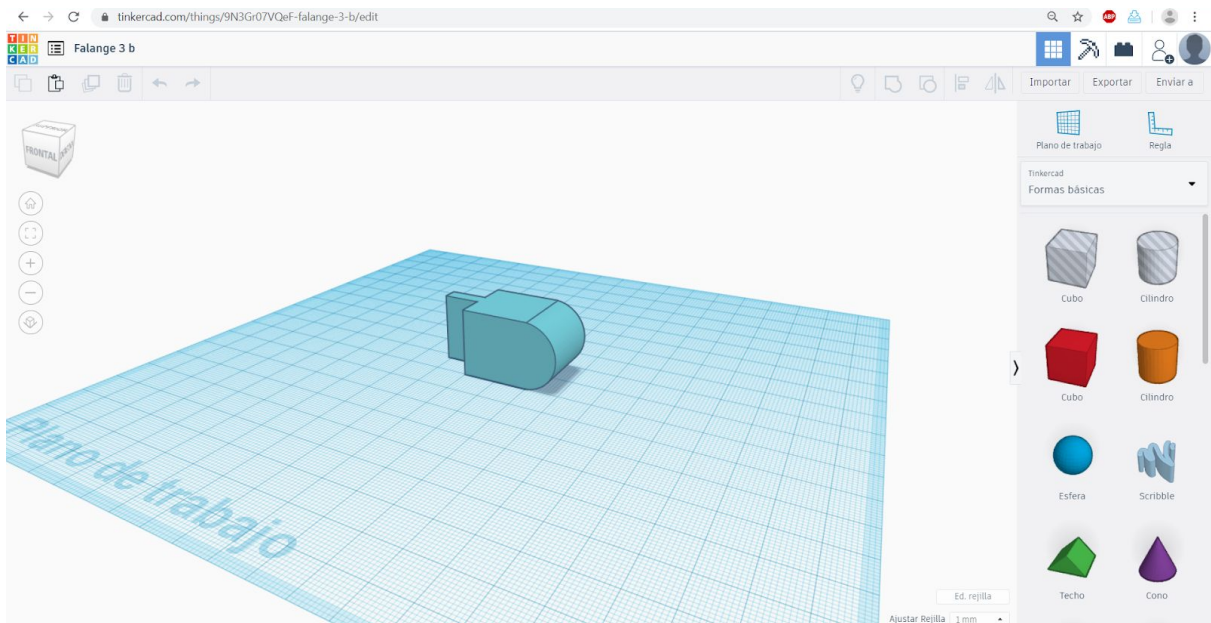 tinkercad.com/things/9N3Gr07VQeF-falange-3-b/edit
ABP
TIN
KER
CAD
Falange 3 b
Importar
Exportar
Enviar a
FRONTAL
Plano de trabajo
Regla
Tinkercad
Formas básicas
Cubo
Cilindro
Cubo
Cilindro
Esfera
Scribble
Techo
Cono
Plano de trabajo
Ed. rejilla
Ajustar Rejilla 1 mm